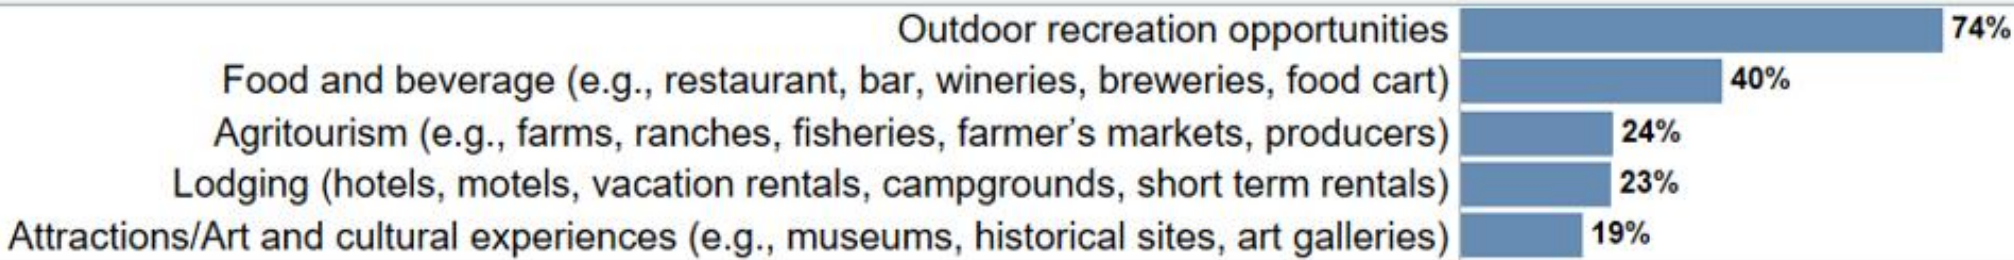 Outdoor recreation opportunities 74%
Food and beverage (e.g., restaurant, bar, wineries, breweries, food cart) 40%
Agritourism (e.g., farms, ranches, fisheries, farmer’s markets, producers) 24%
Lodging (hotels, motels, vacation rentals, campgrounds, short term rentals) 23%
Attractions/Art and cultural experiences (e.g., museums, historical sites, art galleries) 19%